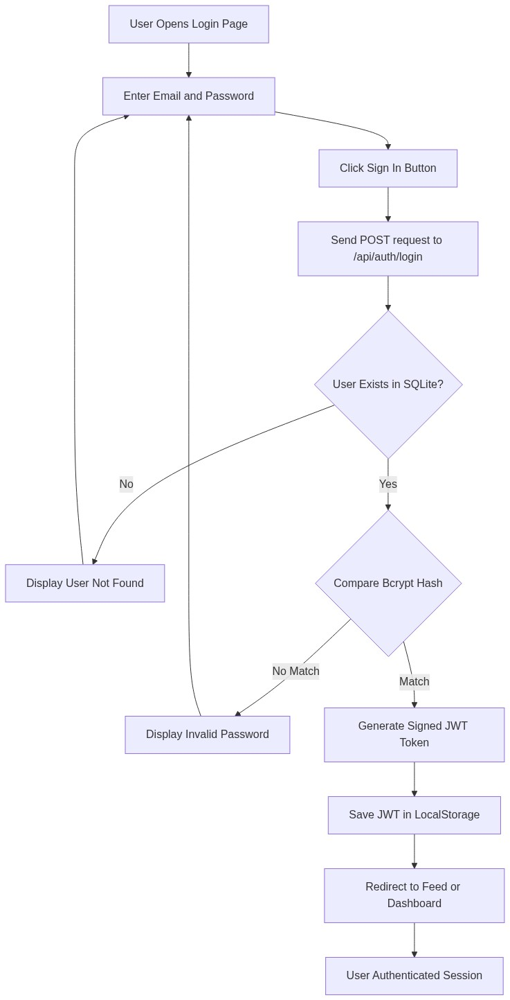 User Opens Login Page
Enter Email and Password
Click Sign In Button
Send POST request to
/api/auth/login
User Exists in SQLite?
No
Yes
Display User Not Found
Compare Bcrypt Hash
No Match
Match
Display Invalid Password
Generate Signed JWT
Token
Save JWT in LocalStorage
Redirect to Feed or
Dashboard
User Authenticated Session